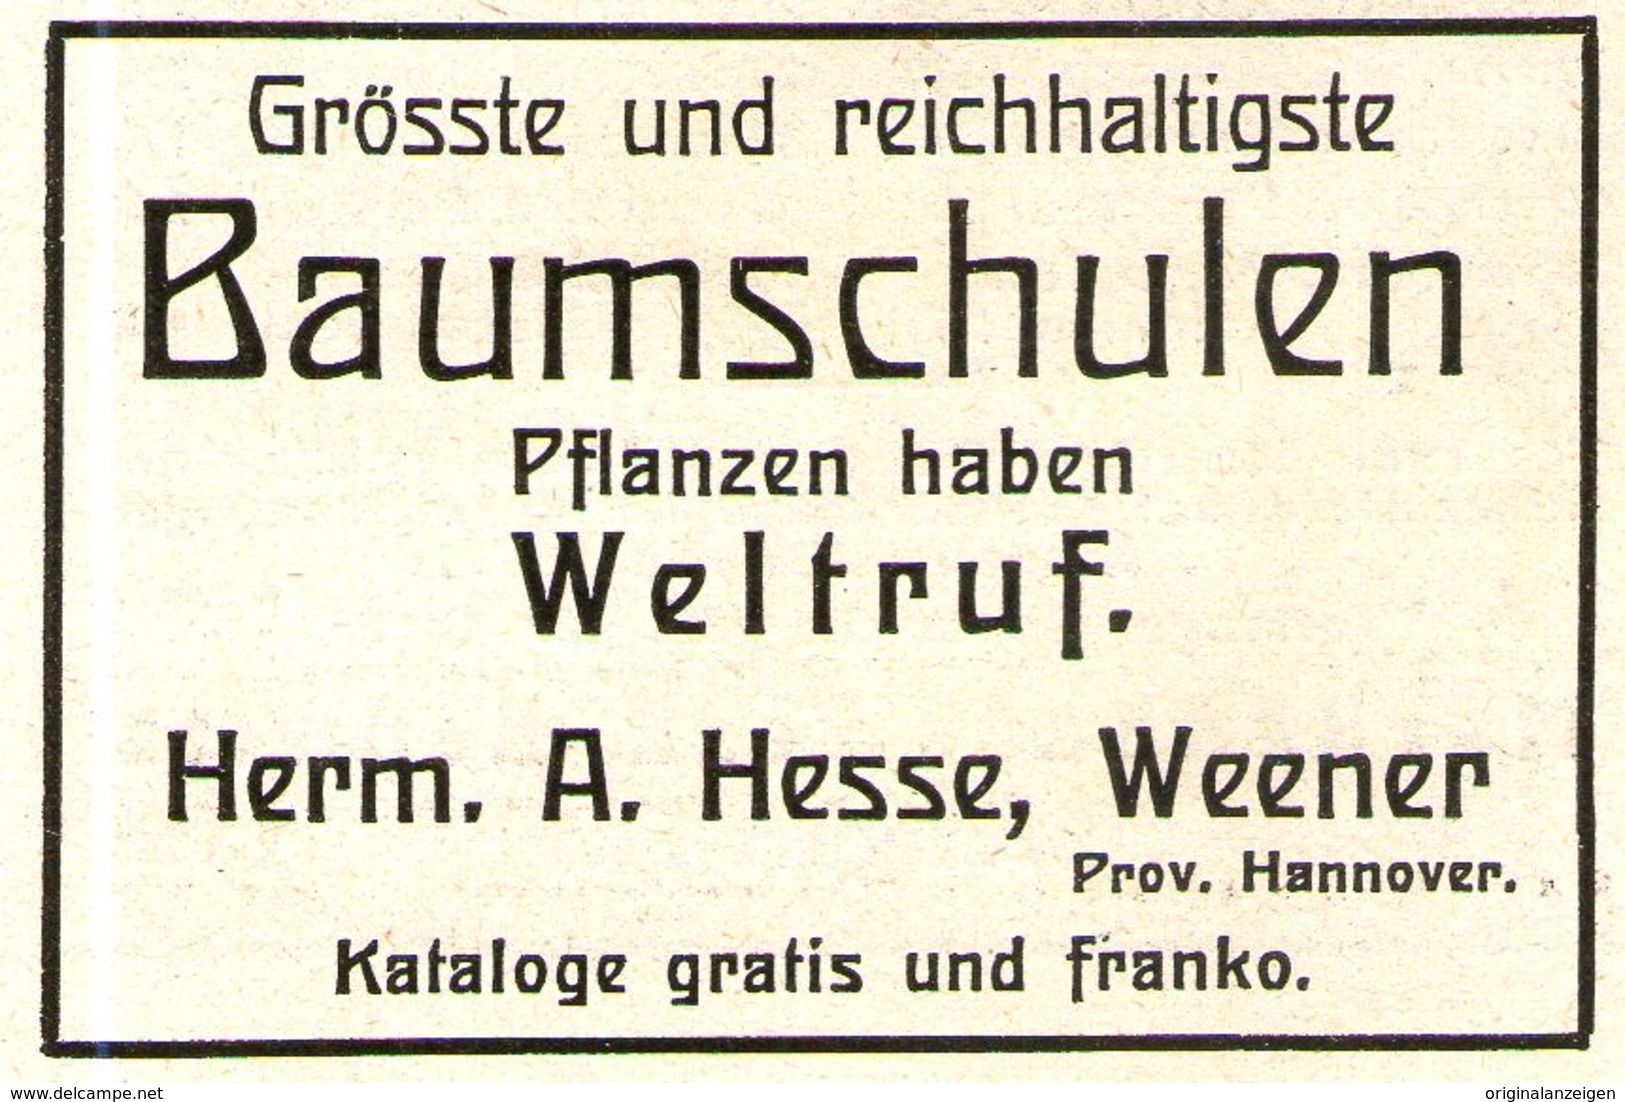 Grösste und reichhaltigste
Baumschulen
Pflanzen haben
Weltruf.
Herm. A. Hesse, Weener
Prov. Hannover.
Kataloge gratis und franko.
www.delcampe.net
originalanzeigen